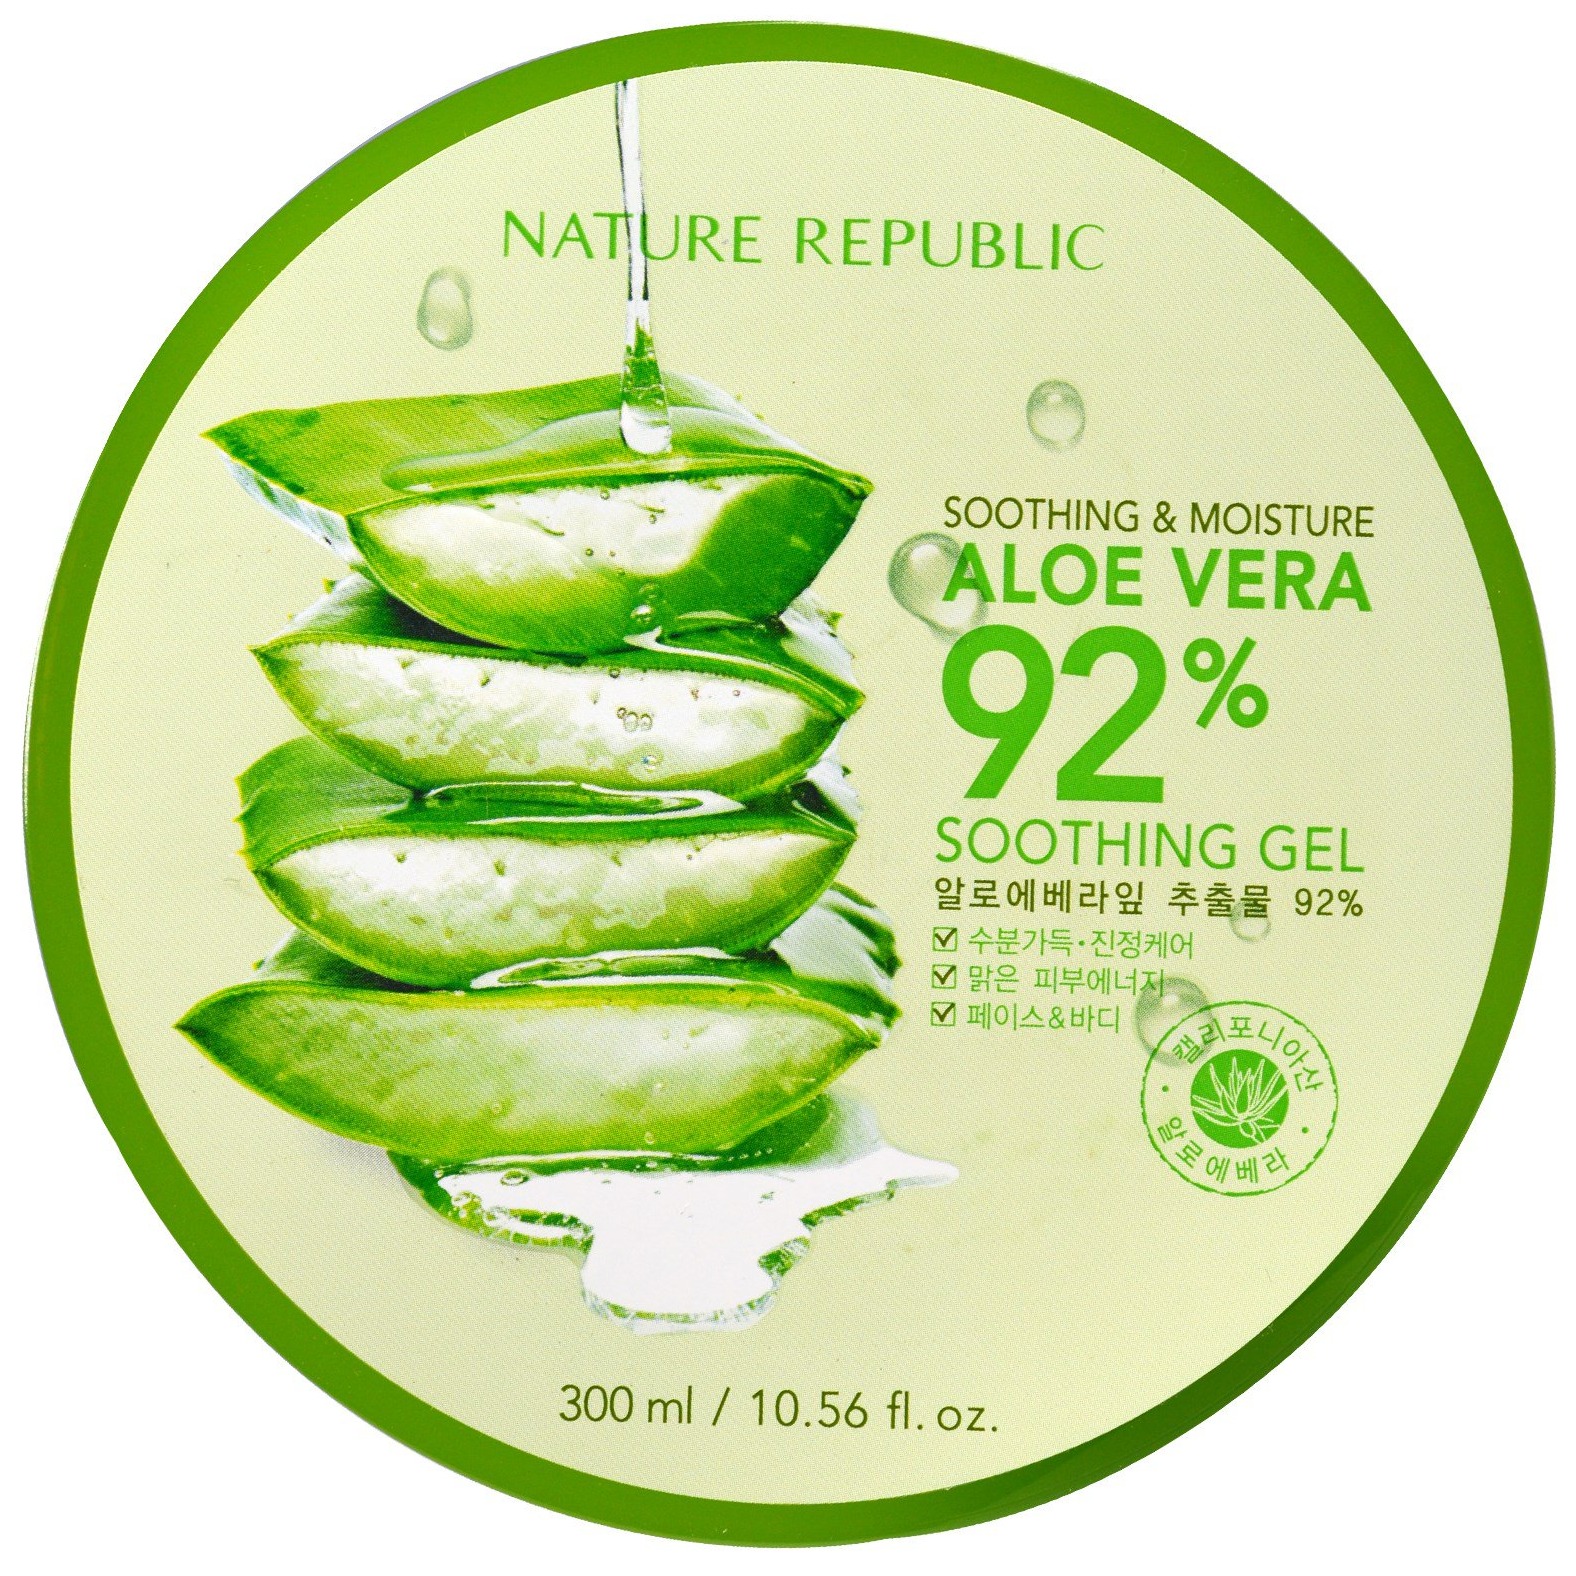 NATURE REPUBLIC
SOOTHING & MOISTURE
ALOE VERA
92%
SOOTHING GEL
알로에베라잎 추출물 92%
수분가득·진정케어
맑은 피부에너지
페이스&바디
캘리포니아산
알로에베라
300 ml / 10.56 fl. oz.